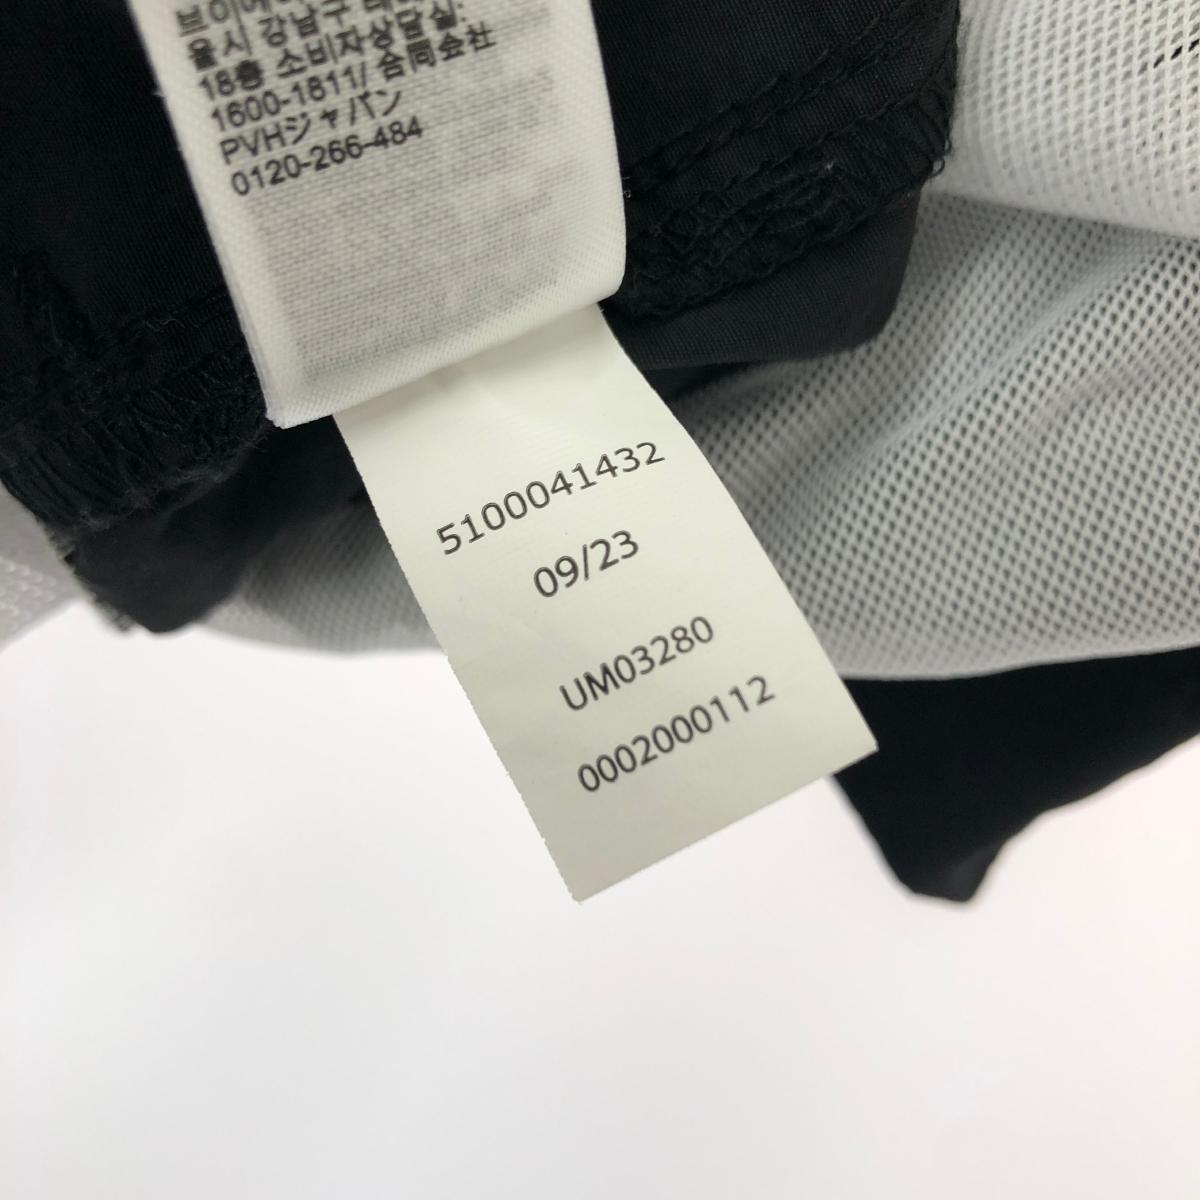 울시 강남구
18층 소비자상담실:
1600-1811/ 合同会社
PVHジャパン
0120-266-484
5100041432
09/23
UM03280
0002000112